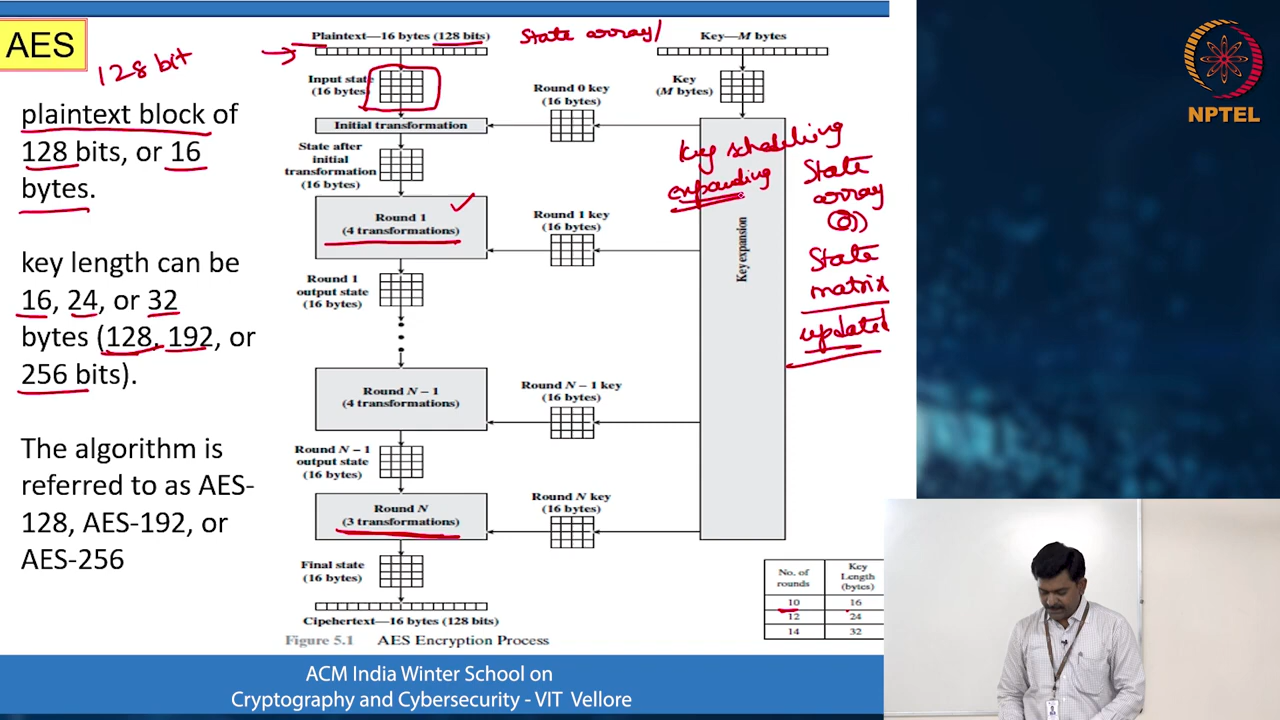 AES
128 bit
plaintext block of
128 bits, or 16
bytes.
key length can be
16, 24, or 32
bytes (128, 192, or
256 bits).
The algorithm is
referred to as AES-
128, AES-192, or
AES-256
Plaintext—16 bytes (128 bits)
State array/
Key—M bytes
Input state
(16 bytes)
Key
(M bytes)
Round 0 key
(16 bytes)
Initial transformation
State after
initial
transformation
(16 bytes)
Key scheduling
expanding
State
array
(or)
State
matrix
updated
Round 1
(4 transformations)
Round 1 key
(16 bytes)
Key expansion
Round 1
output state
(16 bytes)
Round N – 1
(4 transformations)
Round N – 1 key
(16 bytes)
Round N – 1
output state
(16 bytes)
Round N
(3 transformations)
Round N key
(16 bytes)
Final state
(16 bytes)
Cipehertext—16 bytes (128 bits)
Figure 5.1 AES Encryption Process
No. of rounds Key Length (bytes)
10 16
12 24
14 32
NPTEL
ACM India Winter School on
Cryptography and Cybersecurity - VIT Vellore